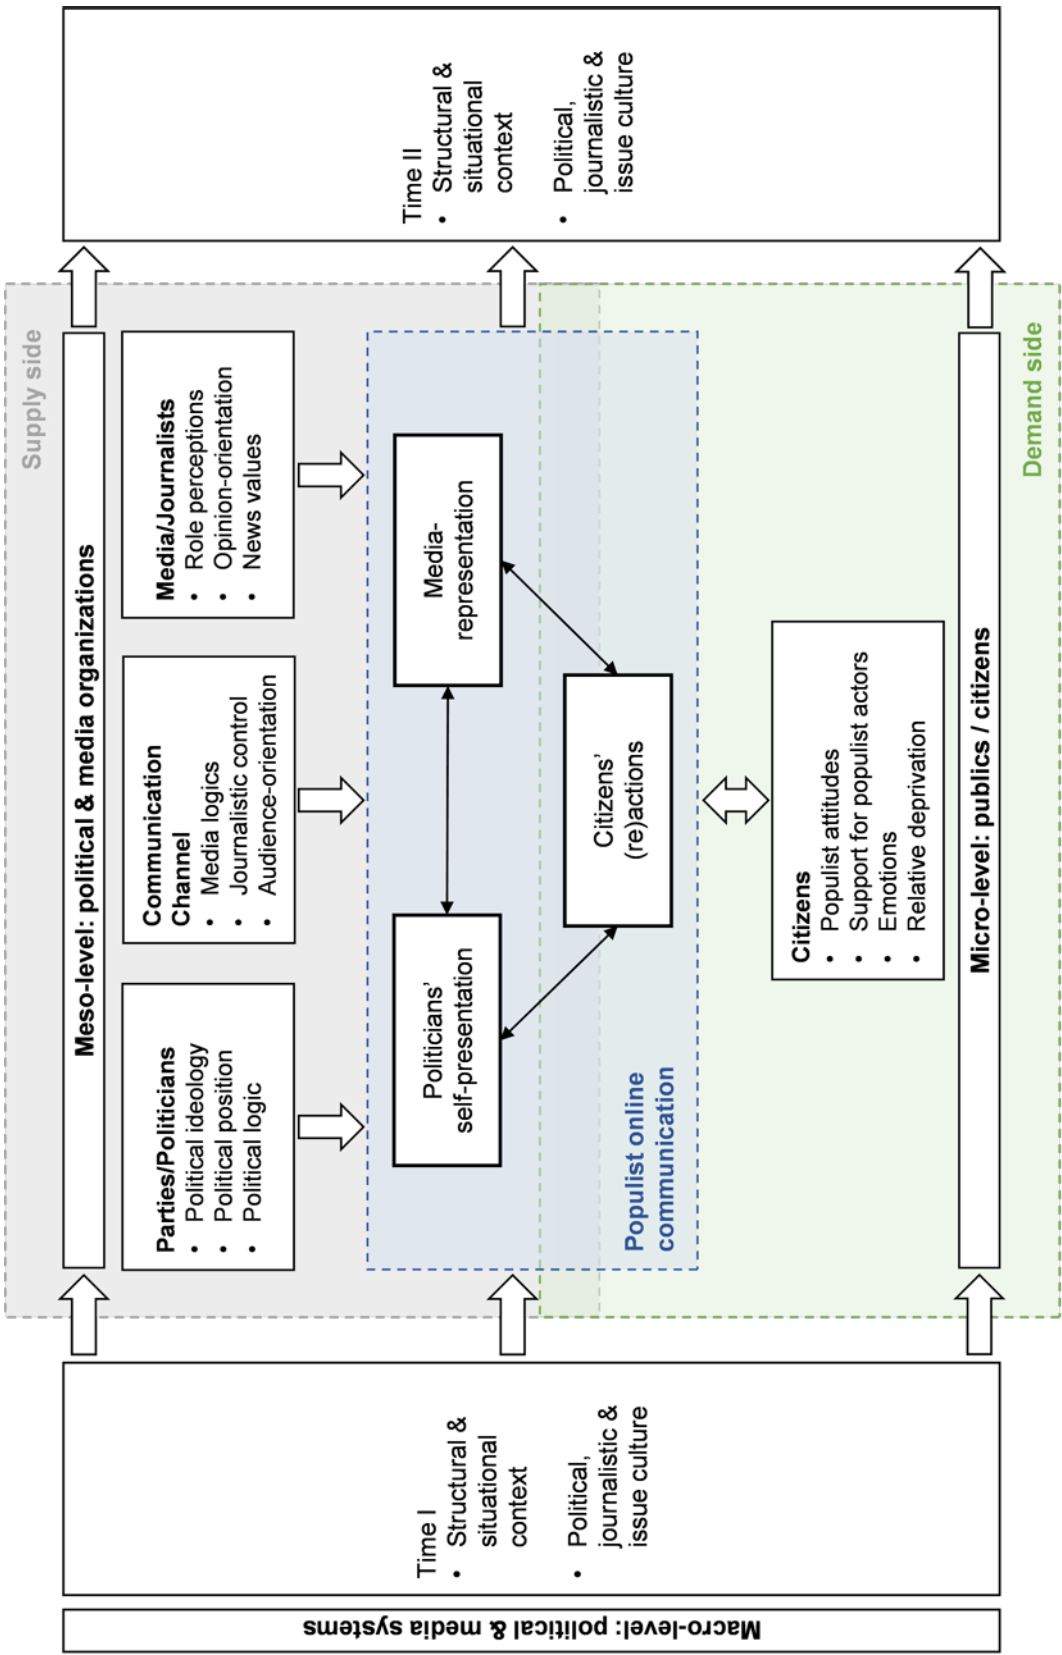 Macro-level: political & media systems
Time I
• Structural &
situational
context
• Political,
journalistic &
issue culture
Supply side
Meso-level: political & media organizations
Parties/Politicians
• Political ideology
• Political position
• Political logic
Communication
Channel
• Media logics
• Journalistic control
• Audience-orientation
Media/Journalists
• Role perceptions
• Opinion-orientation
• News values
Politicians’
self-presentation
Media-
representation
Citizens’
(re)actions
Populist online
communication
Citizens
• Populist attitudes
• Support for populist actors
• Emotions
• Relative deprivation
Micro-level: publics / citizens
Demand side
Time II
• Structural &
situational
context
• Political,
journalistic &
issue culture